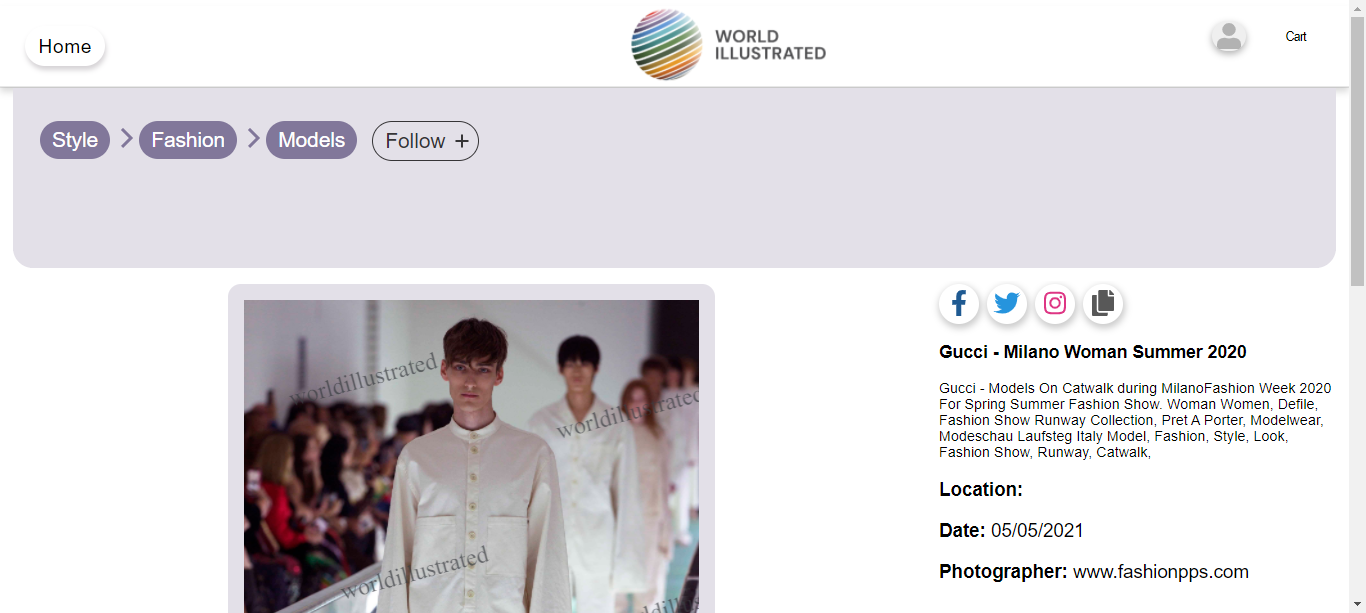 Home
WORLD
ILLUSTRATED
Cart
Style
Fashion
Models
Follow +
Gucci - Milano Woman Summer 2020
Gucci - Models On Catwalk during MilanoFashion Week 2020
For Spring Summer Fashion Show. Woman Women, Defile,
Fashion Show Runway Collection, Pret A Porter, Modelwear,
Modeschau Laufsteg Italy Model, Fashion, Style, Look,
Fashion Show, Runway, Catwalk,
Location:
Date: 05/05/2021
Photographer: www.fashionpps.com
worldillustrated
worldillustrated
worldillustrated